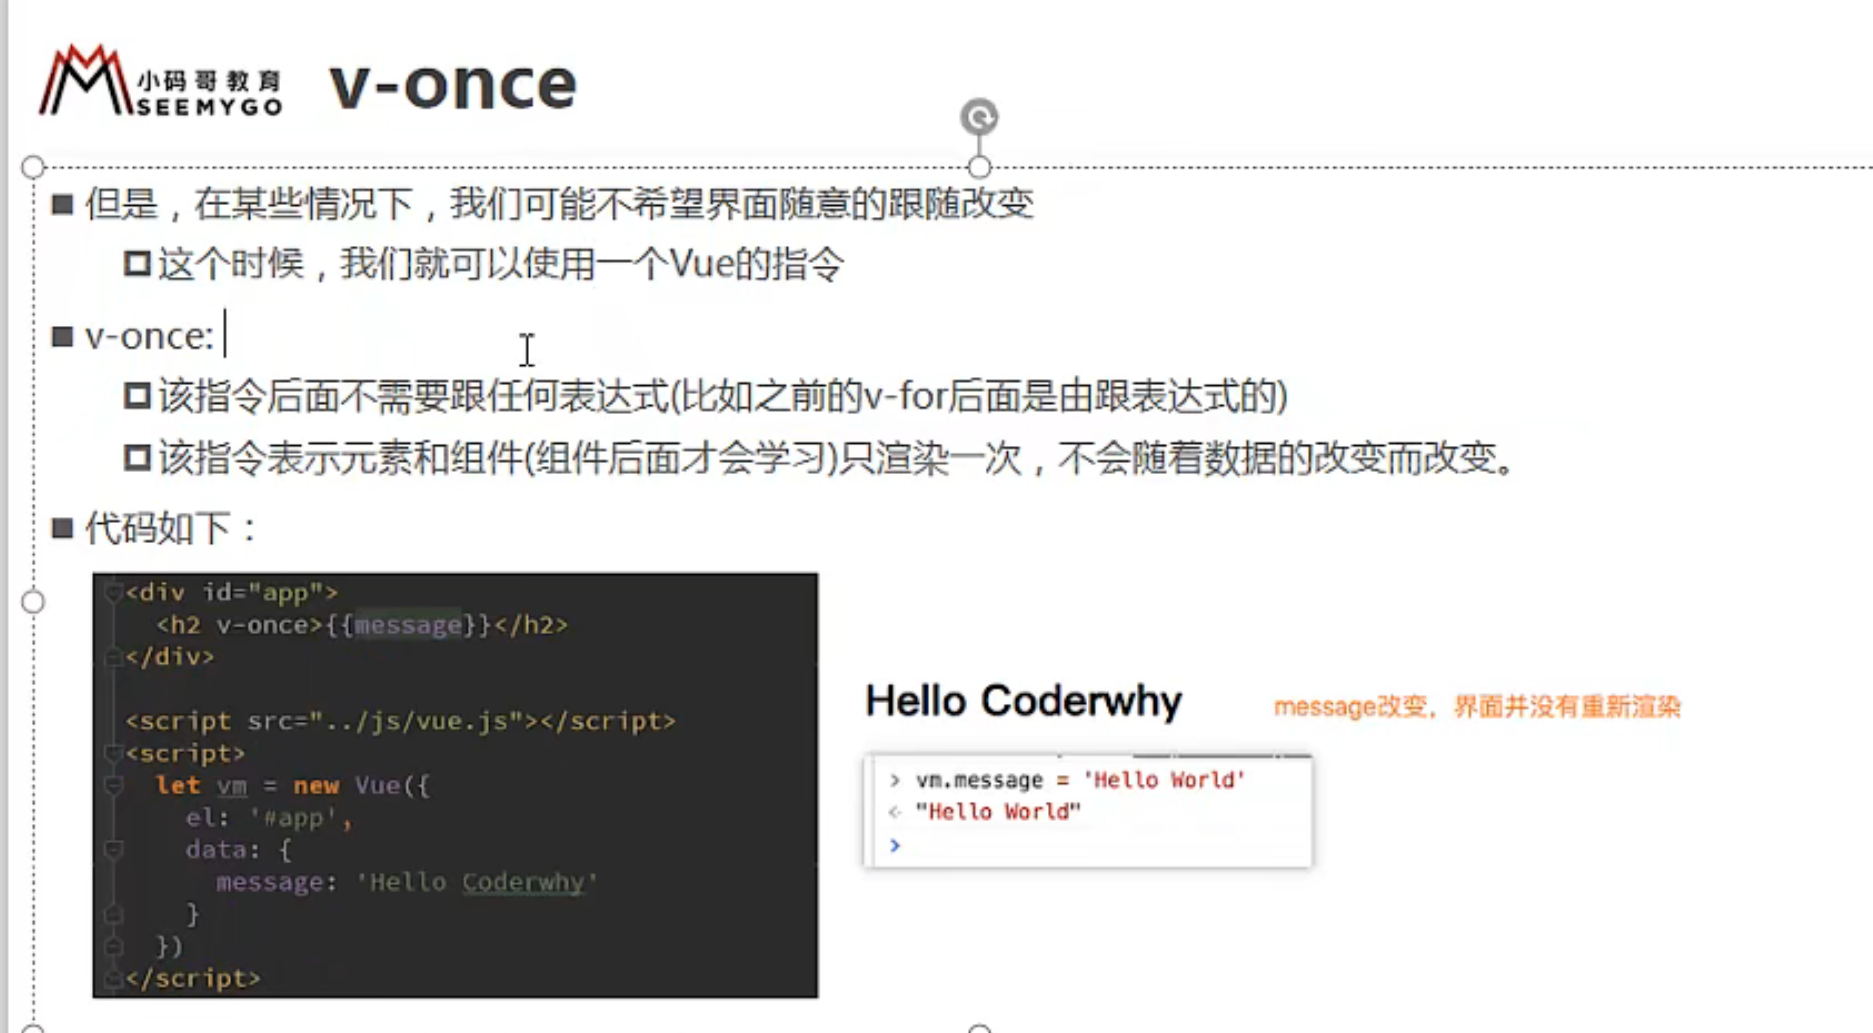 小码哥教育
SEEMYGO
v-once
但是，在某些情况下，我们可能不希望界面随意的跟随改变
这个时候，我们就可以使用一个Vue的指令
v-once:
该指令后面不需要跟任何表达式(比如之前的v-for后面是由跟表达式的)
该指令表示元素和组件(组件后面才会学习)只渲染一次，不会随着数据的改变而改变。
代码如下：
<div id="app">
<h2 v-once>{{message}}</h2>
</div>
<script src="../js/vue.js"></script>
<script>
let vm = new Vue({
el: '#app',
data: {
message: 'Hello Coderwhy'
}
})
</script>
Hello Coderwhy
message改变，界面并没有重新渲染
> vm.message = 'Hello World'
< "Hello World"
>